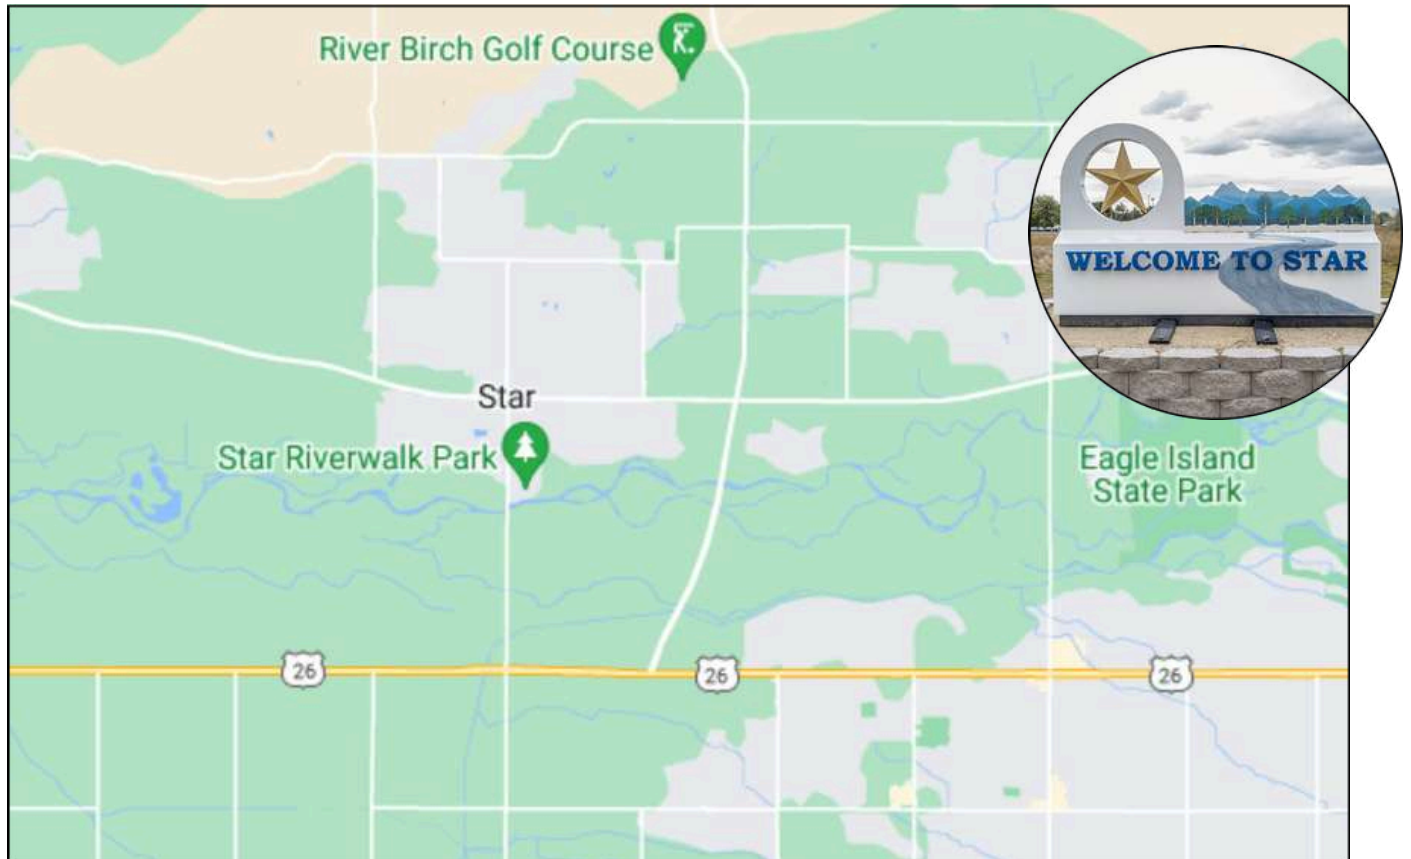 River Birch Golf Course
WELCOME TO STAR
Star
Star Riverwalk Park
Eagle Island
State Park
26
26
26